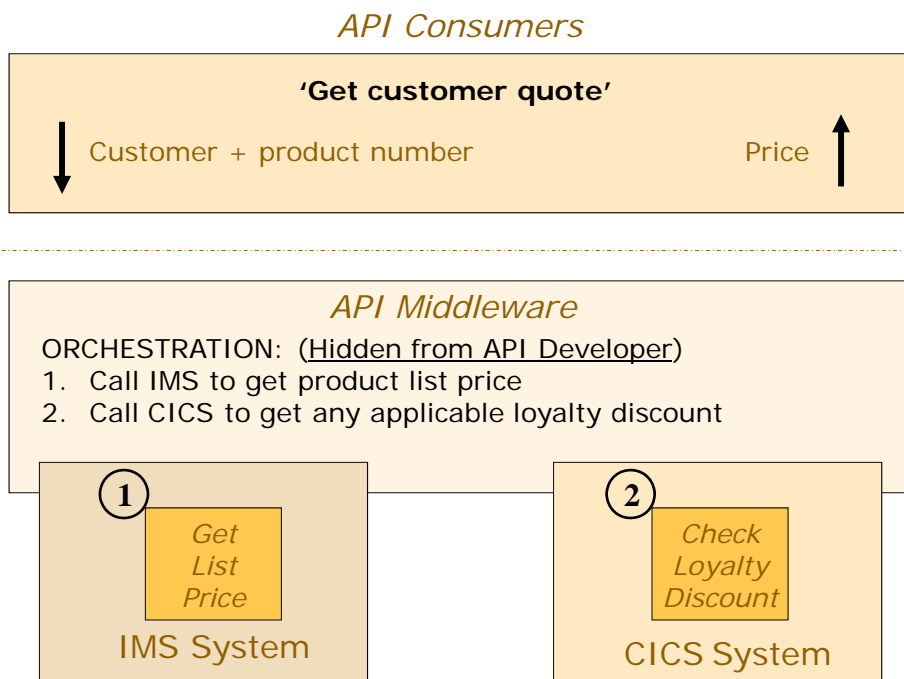 API Consumers
‘Get customer quote’
Customer + product number
Price
API Middleware
ORCHESTRATION: (Hidden from API Developer)
1. Call IMS to get product list price
2. Call CICS to get any applicable loyalty discount
1
Get
List
Price
IMS System
2
Check
Loyalty
Discount
CICS System